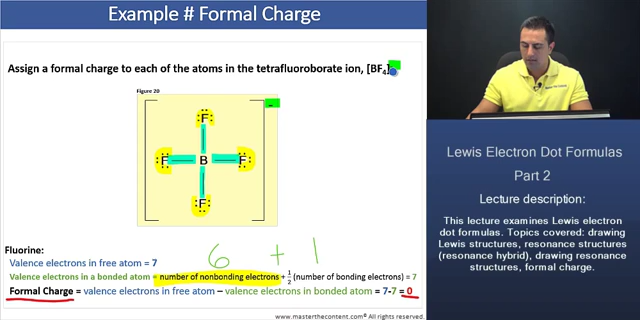 Example # Formal Charge
Assign a formal charge to each of the atoms in the tetrafluoroborate ion, [BF4]-
Figure 20
F
F B F
F
-
6 + 1
Fluorine:
Valence electrons in free atom = 7
Valence electrons in a bonded atom = number of nonbonding electrons + 1/2 (number of bonding electrons) = 7
Formal Charge = valence electrons in free atom – valence electrons in bonded atom = 7-7 = 0
www.masterthecontent.com® All Rights Reserved
Lewis Electron Dot Formulas
Part 2
Lecture description:
This lecture examines Lewis electron
dot formulas. Topics covered: drawing
Lewis structures, resonance structures
(resonance hybrid), drawing resonance
structures, formal charge.